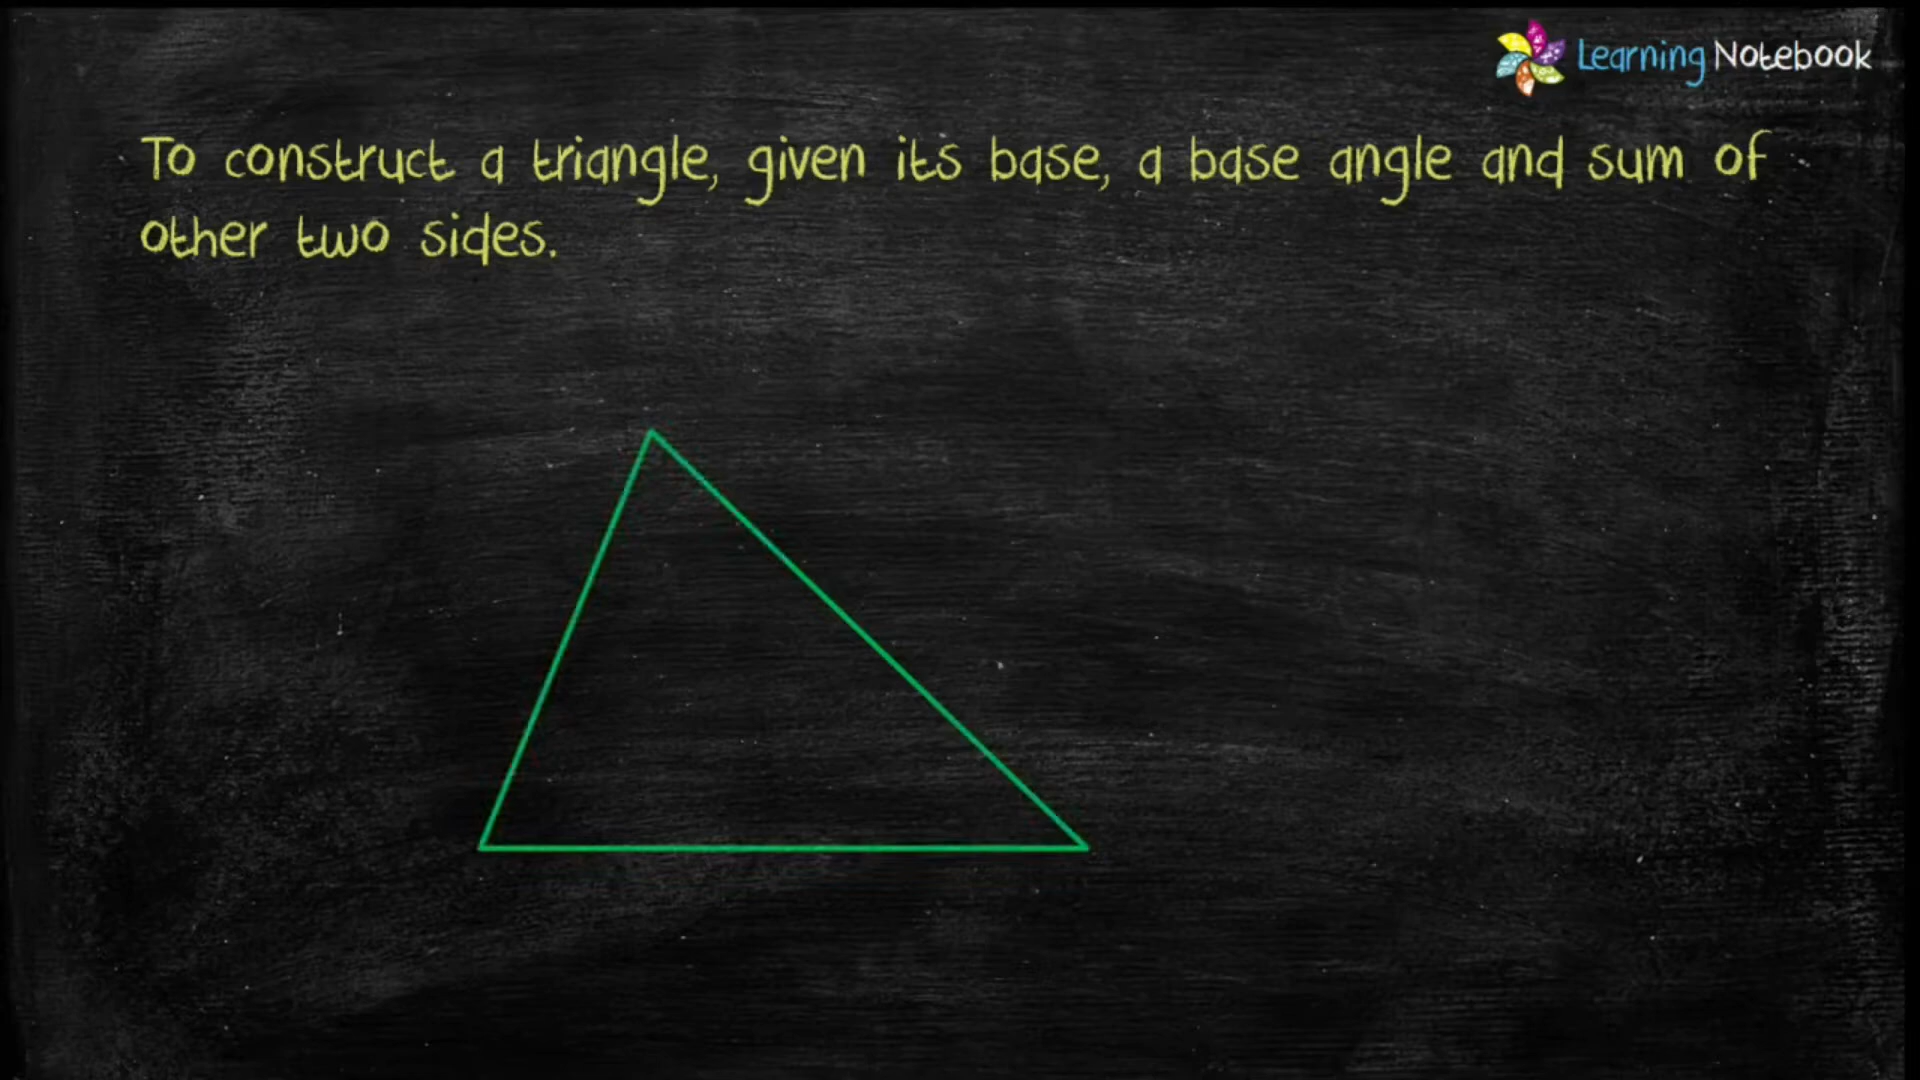 Learning Notebook
To construct a triangle, given its base, a base angle and sum of
other two sides.